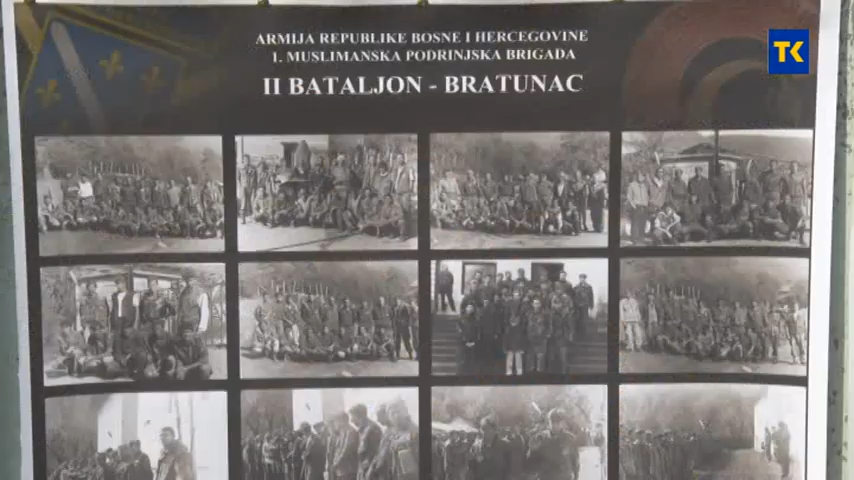 ARMIJA REPUBLIKE BOSNE I HERCEGOVINE
1. MUSLIMANSKA PODRINJSKA BRIGADA
II BATALJON - BRATUNAC
TK